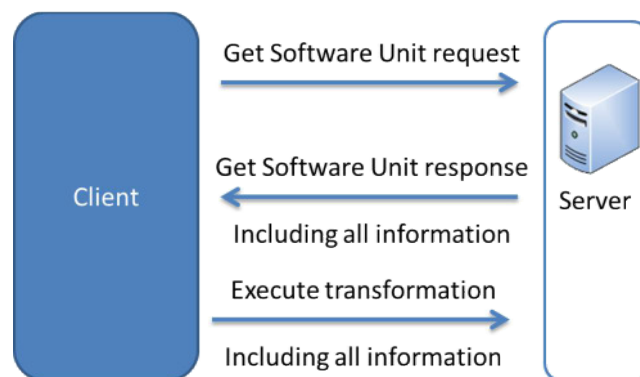 Get Software Unit request
Client
Get Software Unit response
Server
Including all information
Execute transformation
Including all information